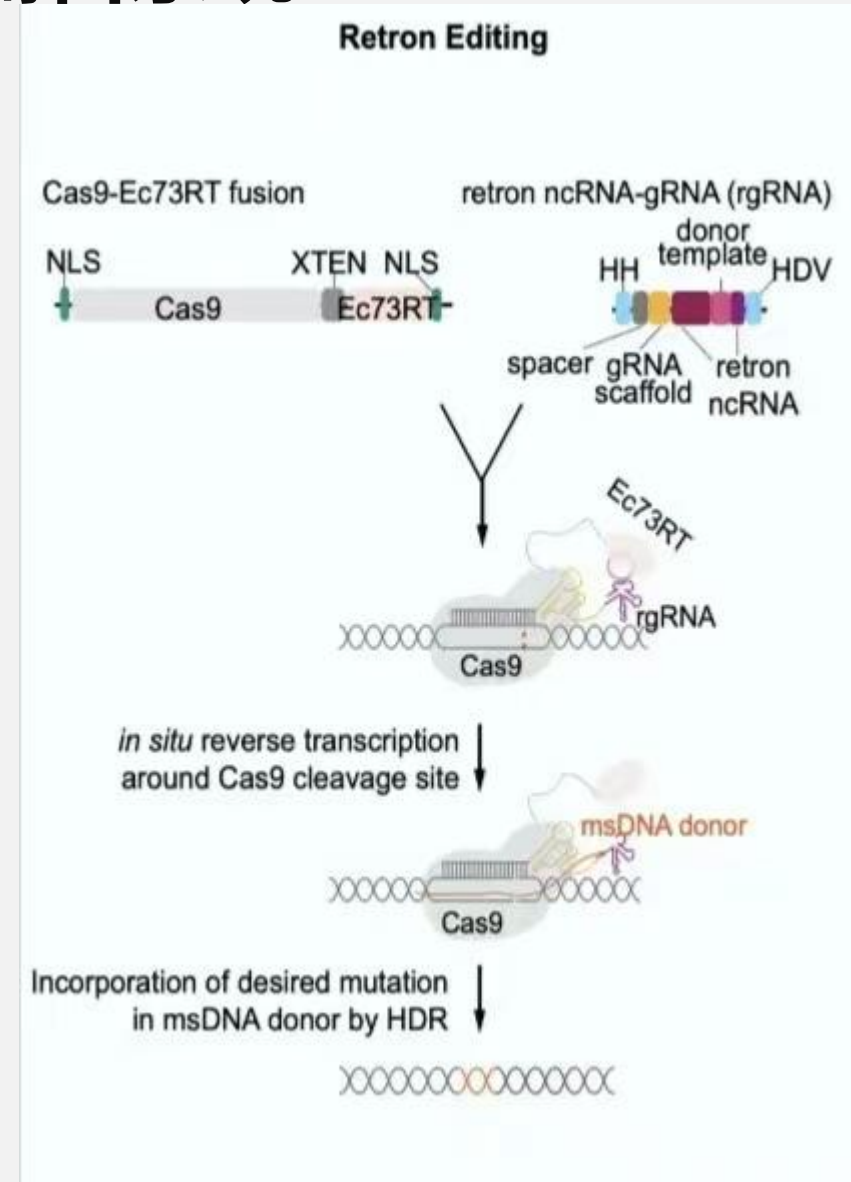 Retron Editing
Cas9-Ec73RT fusion
retron ncRNA-gRNA (rgRNA)
NLS
XTEN
NLS
Cas9
Ec73RT
HH
donor
template
HDV
spacer
gRNA
scaffold
retron
ncRNA
Ec73RT
rgRNA
Cas9
in situ reverse transcription
around Cas9 cleavage site
msDNA donor
Cas9
Incorporation of desired mutation
in msDNA donor by HDR